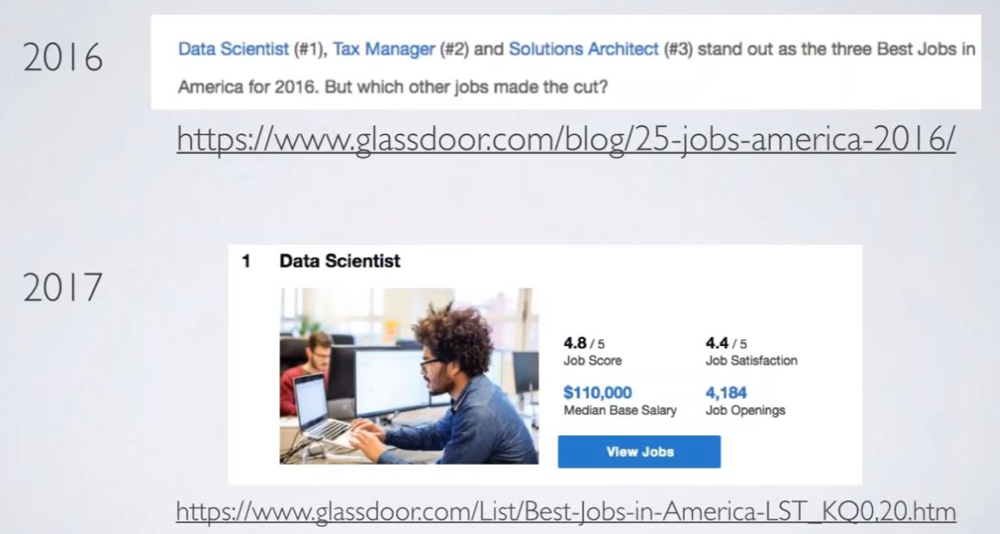 2016
Data Scientist (#1), Tax Manager (#2) and Solutions Architect (#3) stand out as the three Best Jobs in
America for 2016. But which other jobs made the cut?
https://www.glassdoor.com/blog/25-jobs-america-2016/
2017
1 Data Scientist
4.8 / 5 4.4 / 5
Job Score Job Satisfaction
$110,000 4,184
Median Base Salary Job Openings
View Jobs
https://www.glassdoor.com/List/Best-Jobs-in-America-LST_KQ0,20.htm